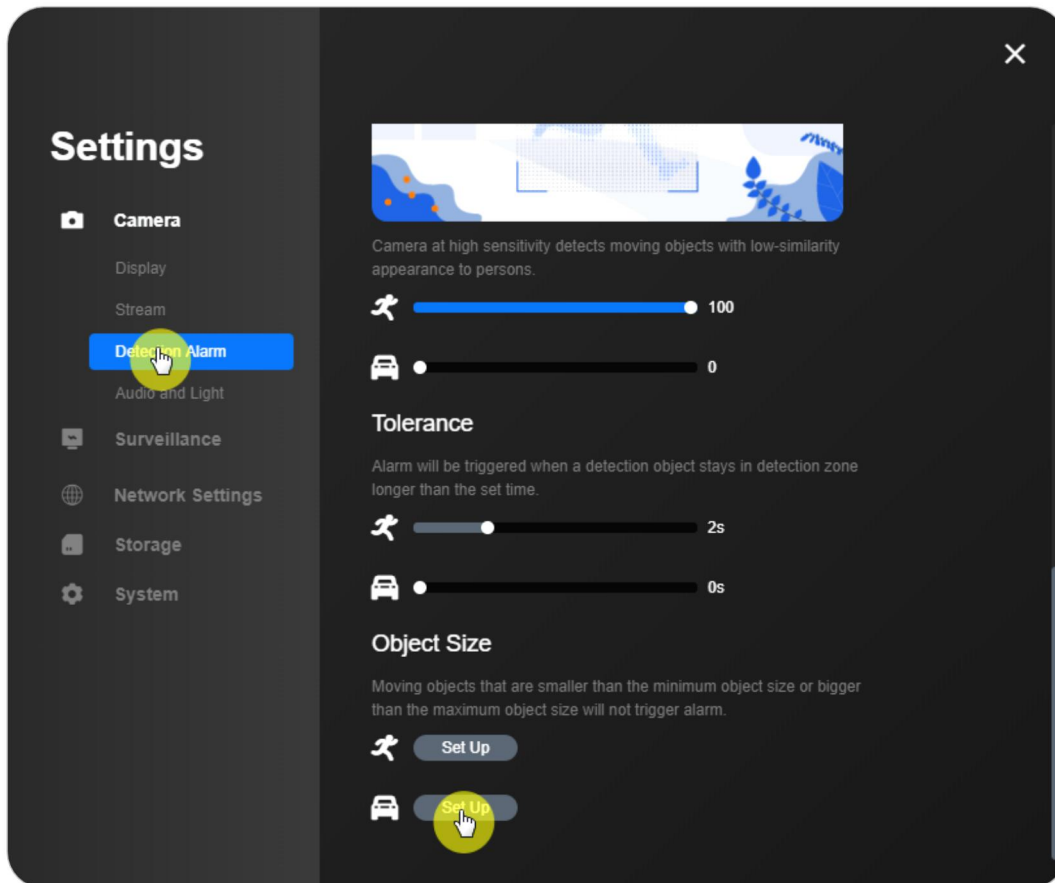 Settings
Camera
Display
Stream
Detection Alarm
Audio and Light
Surveillance
Network Settings
Storage
System
Camera at high sensitivity detects moving objects with low-similarity
appearance to persons.
100
0
Tolerance
Alarm will be triggered when a detection object stays in detection zone
longer than the set time.
2s
0s
Object Size
Moving objects that are smaller than the minimum object size or bigger
than the maximum object size will not trigger alarm.
Set Up
Set Up